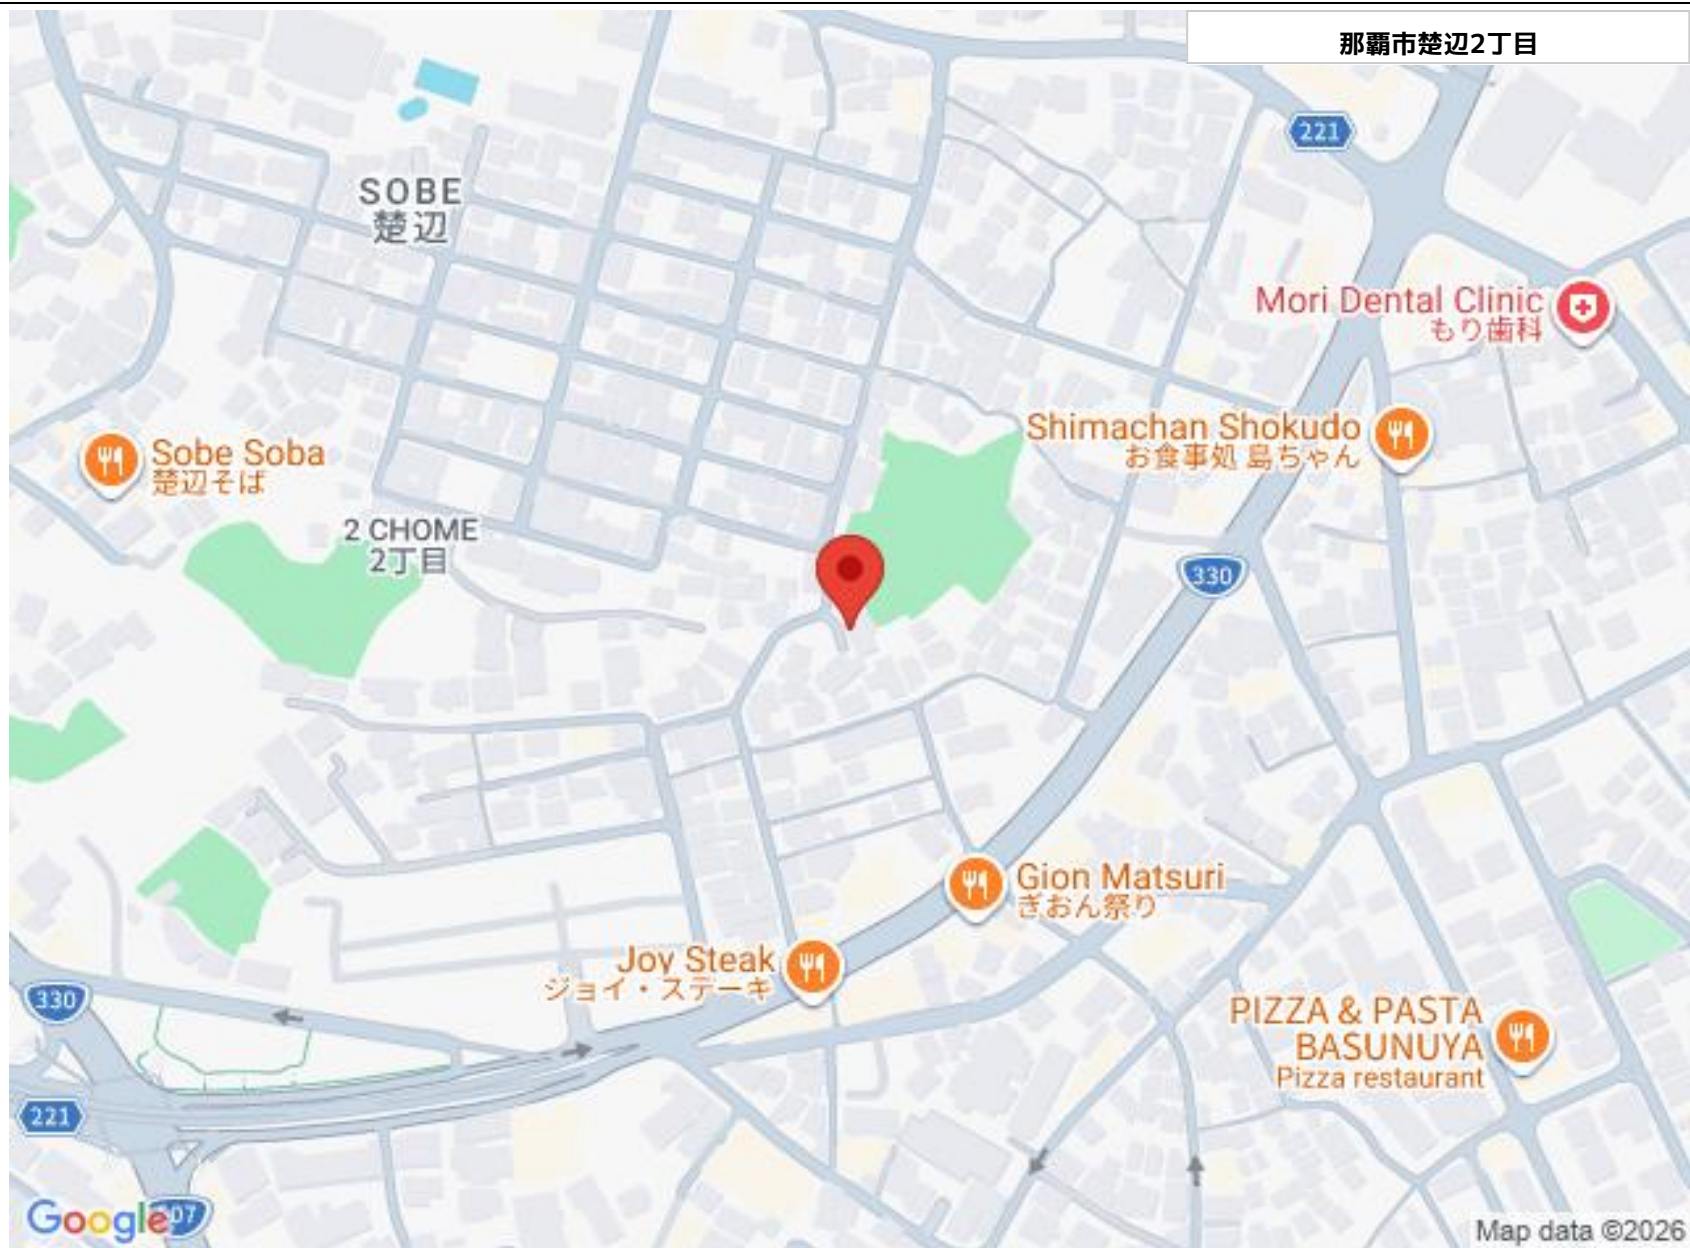 那覇市楚辺2丁目
221
SOBE
楚辺
Mori Dental Clinic
もり歯科
Shimachan Shokudo
お食事処 島ちゃん
Sobe Soba
楚辺そば
2 CHOME
2丁目
330
Gion Matsuri
ぎおん祭り
Joy Steak
ジョイ・ステーキ
330
PIZZA & PASTA
BASUNUYA
Pizza restaurant
221
Google
Map data ©2026